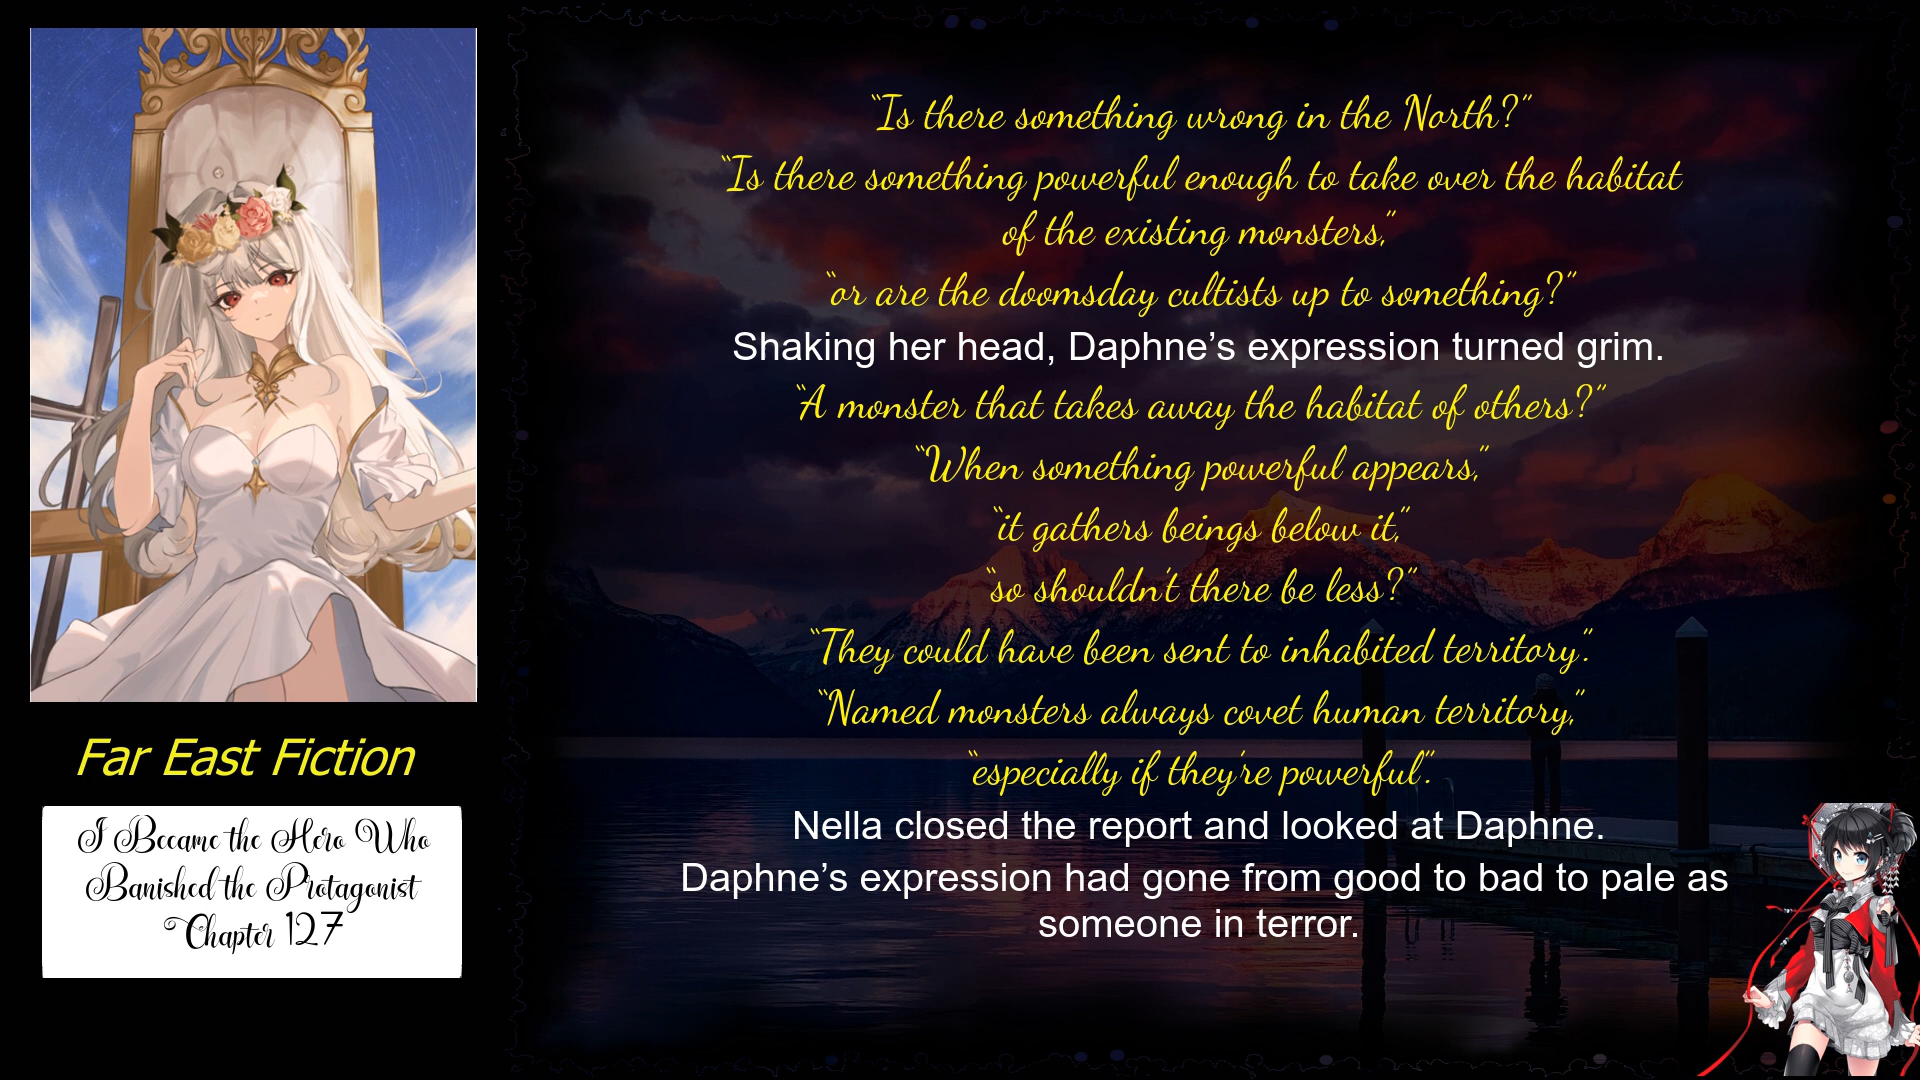 “Is there something wrong in the North?”
“Is there something powerful enough to take over the habitat
of the existing monsters,”
“or are the doomsday cultists up to something?”
Shaking her head, Daphne’s expression turned grim.
“A monster that takes away the habitat of others?”
“When something powerful appears,”
“it gathers beings below it,”
“so shouldn’t there be less?”
“They could have been sent to inhabited territory.”
“Named monsters always covet human territory,”
“especially if they’re powerful”.
Nella closed the report and looked at Daphne.
Daphne’s expression had gone from good to bad to pale as
someone in terror.
Far East Fiction
I Became the Hero Who
Banished the Protagonist
Chapter 127